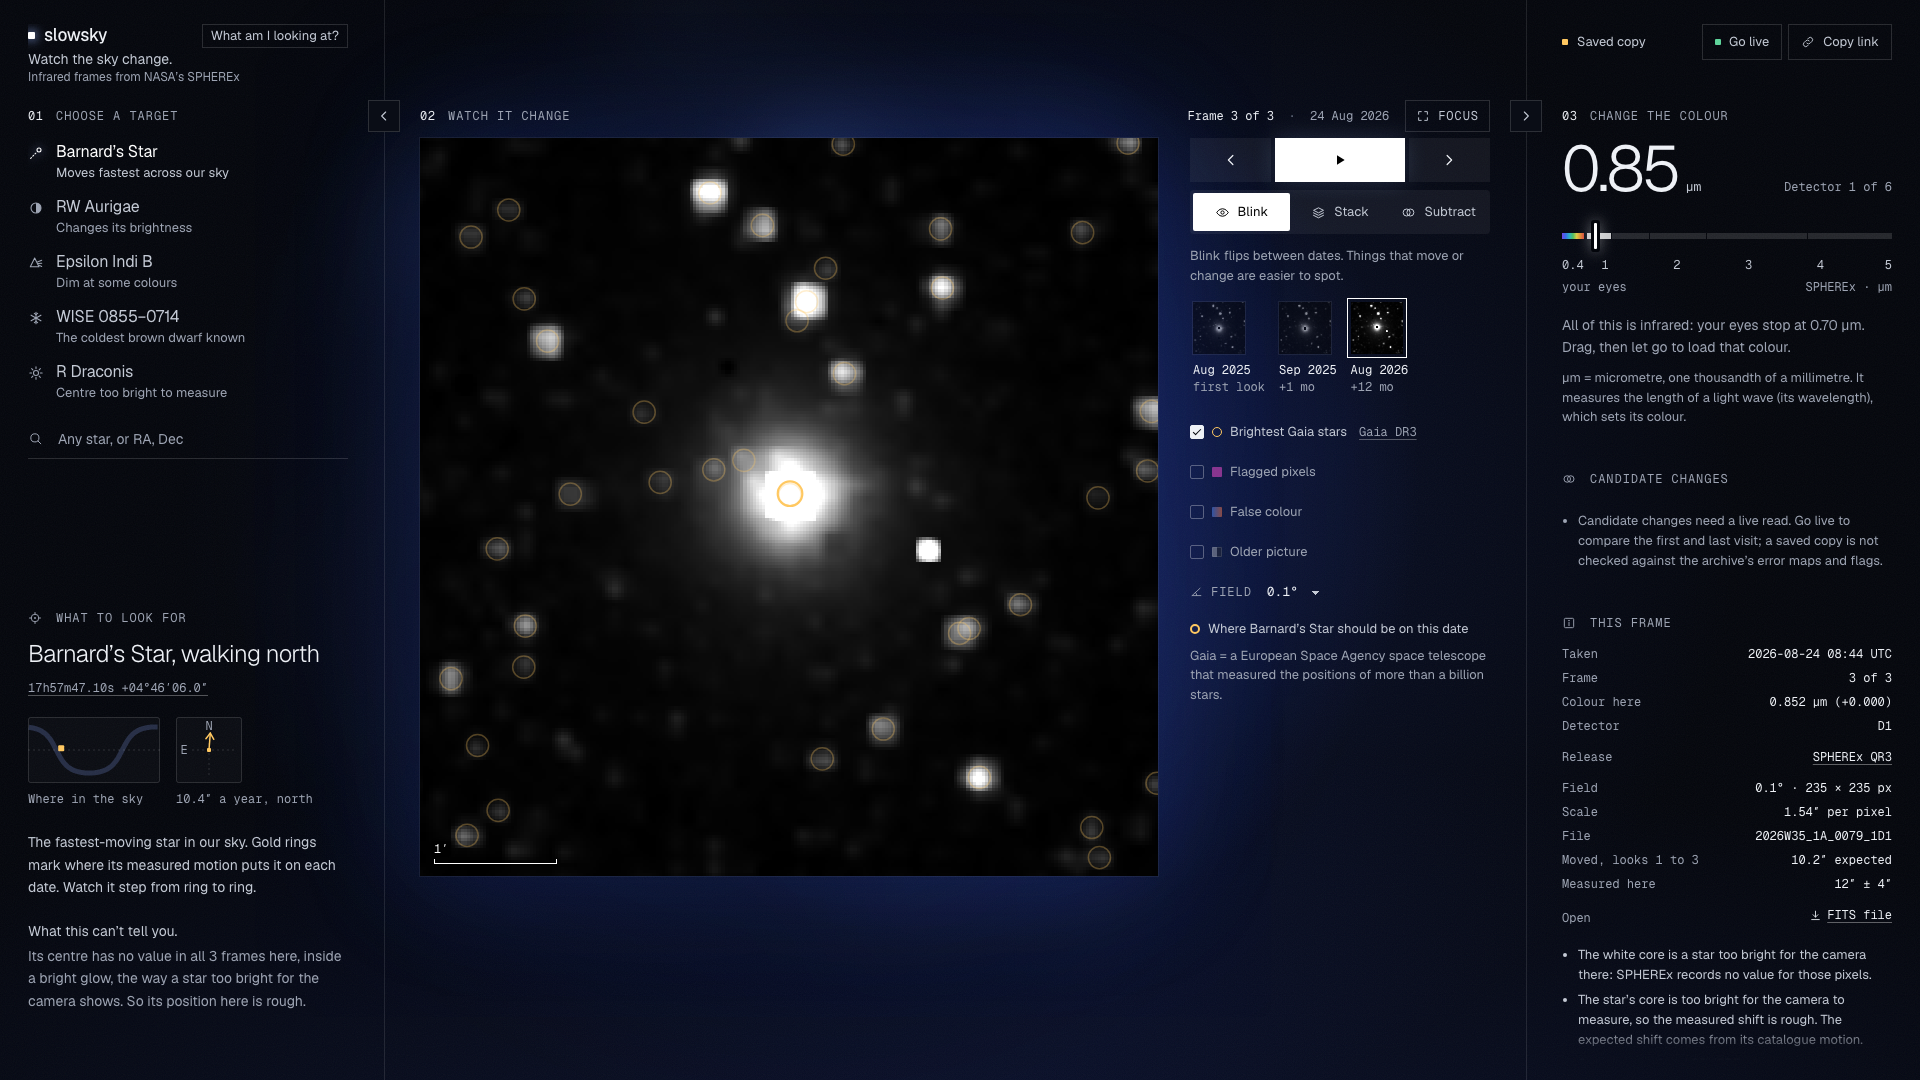 slowsky
What am I looking at?
Watch the sky change.
Infrared frames from NASA's SPHEREx
01 CHOOSE A TARGET
Barnard's Star
Moves fastest across our sky
RW Aurigae
Changes its brightness
Epsilon Indi B
Dim at some colours
WISE 0855–0714
The coldest brown dwarf known
R Draconis
Centre too bright to measure
Any star, or RA, Dec
WHAT TO LOOK FOR
Barnard's Star, walking north
17h57m47.10s +04°46′06.0″
N
E
Where in the sky
10.4″ a year, north
The fastest-moving star in our sky. Gold rings
mark where its measured motion puts it on each
date. Watch it step from ring to ring.
What this can't tell you.
Its centre has no value in all 3 frames here, inside
a bright glow, the way a star too bright for the
camera shows. So its position here is rough.
02 WATCH IT CHANGE
Frame 3 of 3 · 24 Aug 2026
FOCUS
1′
Blink
Stack
Subtract
Blink flips between dates. Things that move or
change are easier to spot.
Aug 2025
first look
Sep 2025
+1 mo
Aug 2026
+12 mo
Brightest Gaia stars Gaia DR3
Flagged pixels
False colour
Older picture
FIELD 0.1°
Where Barnard's Star should be on this date
Gaia = a European Space Agency space telescope
that measured the positions of more than a billion
stars.
Saved copy
Go live
Copy link
03 CHANGE THE COLOUR
0.85 µm
Detector 1 of 6
0.4 1 2 3 4 5
your eyes
SPHEREx · µm
All of this is infrared: your eyes stop at 0.70 µm.
Drag, then let go to load that colour.
µm = micrometre, one thousandth of a millimetre. It
measures the length of a light wave (its wavelength),
which sets its colour.
CANDIDATE CHANGES
• Candidate changes need a live read. Go live to
compare the first and last visit; a saved copy is not
checked against the archive's error maps and flags.
THIS FRAME
Taken 2026-08-24 08:44 UTC
Frame 3 of 3
Colour here 0.852 µm (+0.000)
Detector D1
Release SPHEREx QR3
Field 0.1° · 235 × 235 px
Scale 1.54″ per pixel
File 2026W35_1A_0079_1D1
Moved, looks 1 to 3 10.2″ expected
Measured here 12″ ± 4″
Open FITS file
• The white core is a star too bright for the camera
there: SPHEREx records no value for those pixels.
• The star's core is too bright for the camera to
measure, so the measured shift is rough. The
expected shift comes from its catalogue motion.